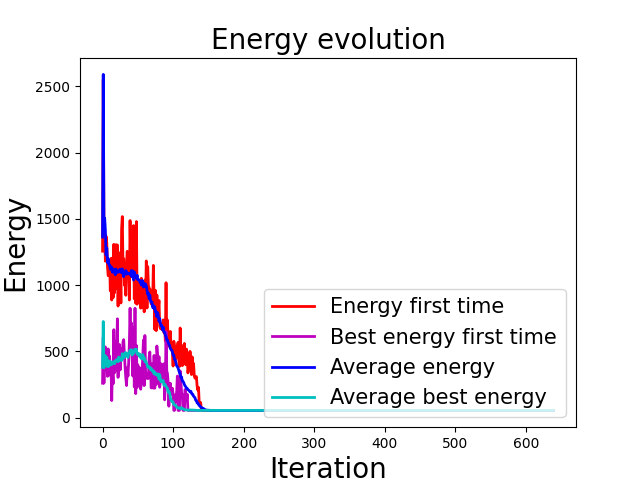 Energy evolution
Energy
2500
2000
1500
1000
500
0
Energy first time
Best energy first time
Average energy
Average best energy
0 100 200 300 400 500 600
Iteration